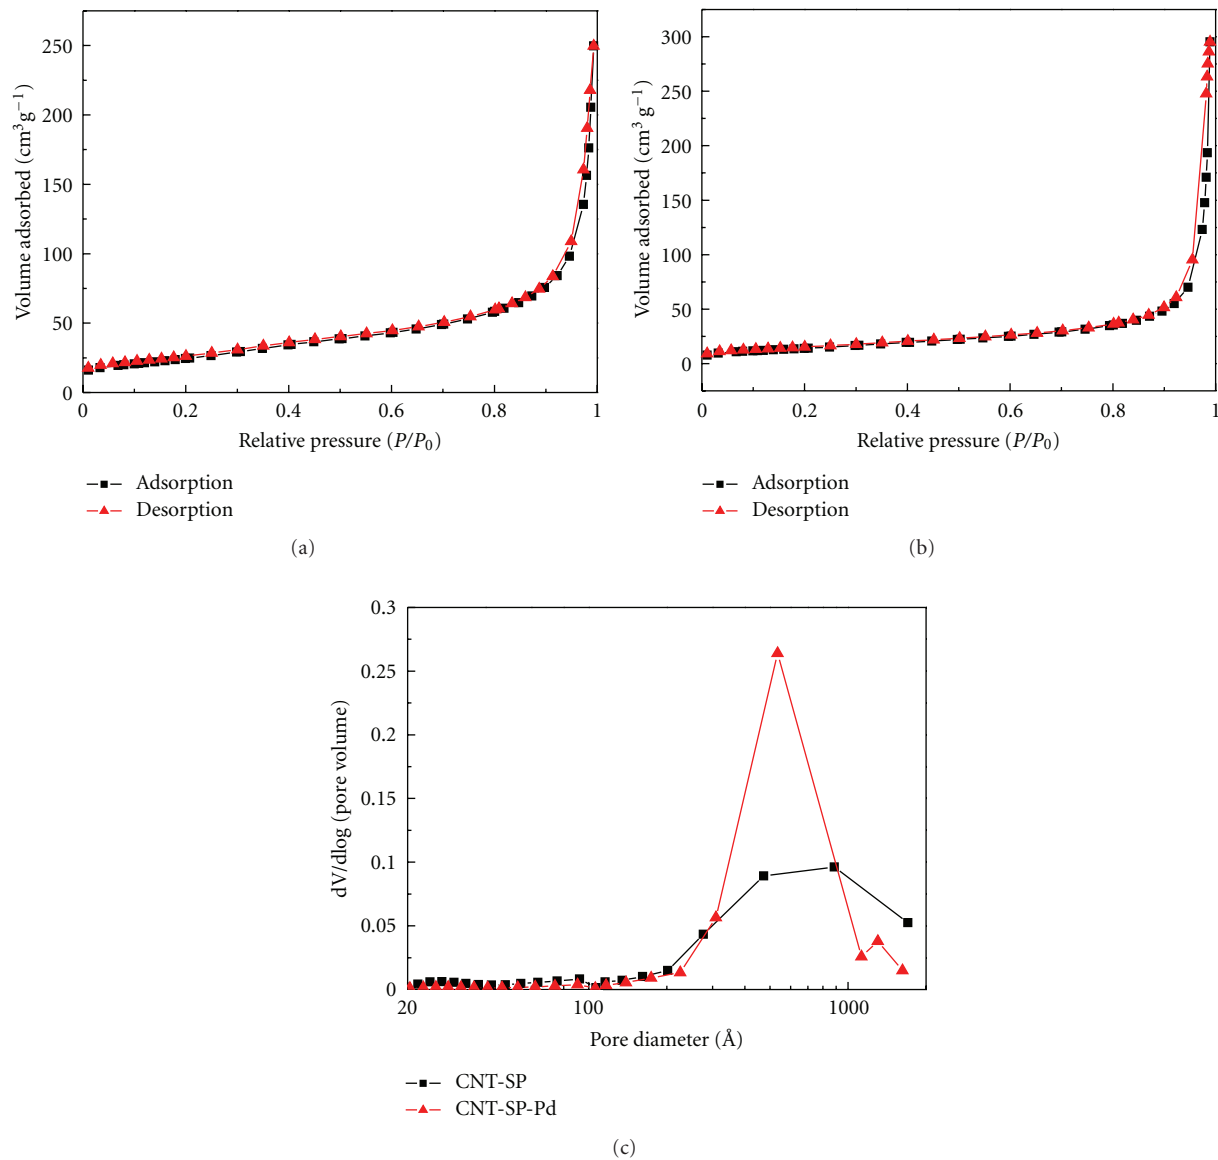 250
200
150
100
50
0
Volume adsorbed (cm³g⁻¹)
0 0.2 0.4 0.6 0.8 1
Relative pressure (P/P₀)
Adsorption
Desorption
(a)
300
250
200
150
100
50
0
Volume adsorbed (cm³g⁻¹)
0 0.2 0.4 0.6 0.8 1
Relative pressure (P/P₀)
Adsorption
Desorption
(b)
0.3
0.25
0.2
0.15
0.1
0.05
0
dV/dlog (pore volume)
20 100 1000
Pore diameter (Å)
CNT-SP
CNT-SP-Pd
(c)